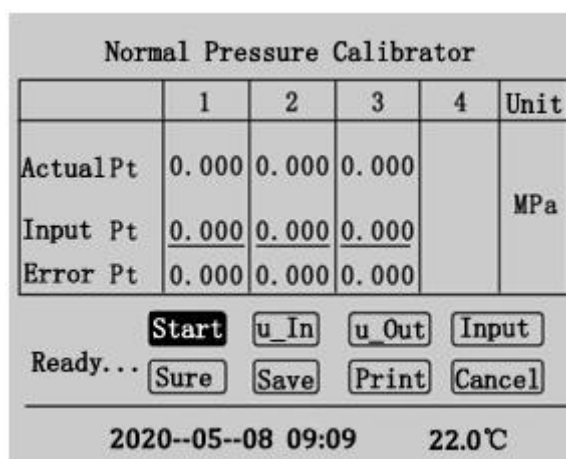 Normal Pressure Calibrator
1 2 3 4 Unit
ActualPt 0.000 0.000 0.000
MPa
Input Pt 0.000 0.000 0.000
Error Pt 0.000 0.000 0.000
Start u_In u_Out Input
Ready...
Sure Save Print Cancel
2020--05--08 09:09 22.0℃